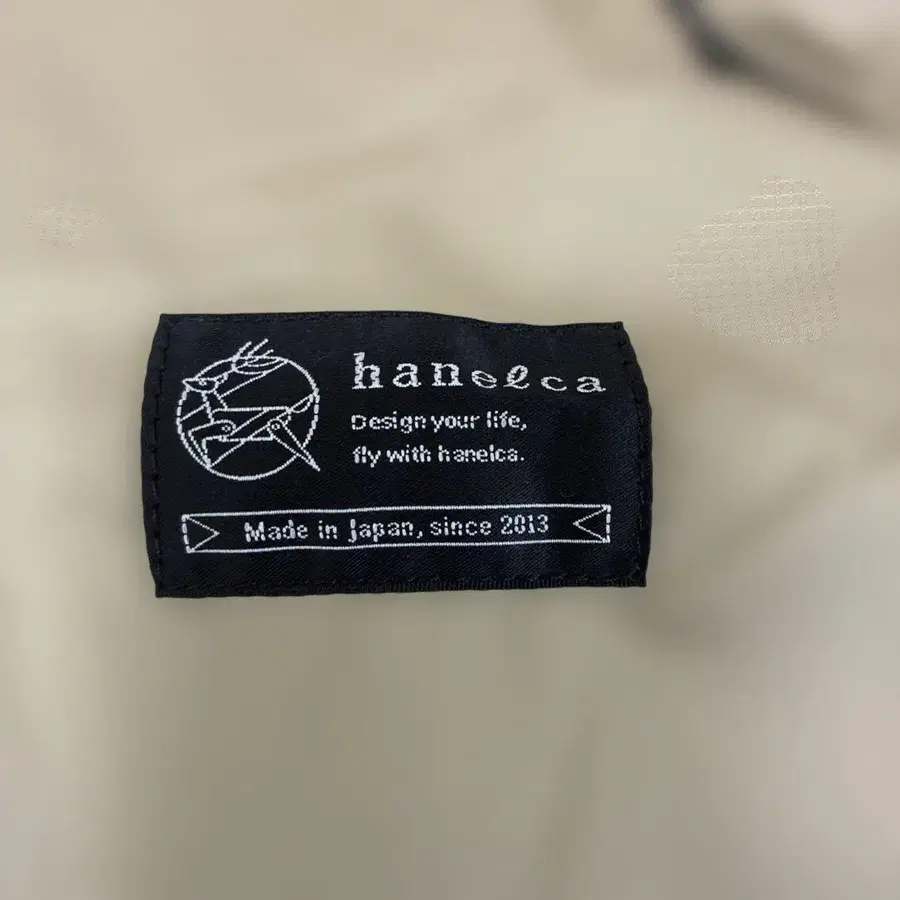 hanelca
Design your life,
fly with hanelca.
Made in Japan, since 2013